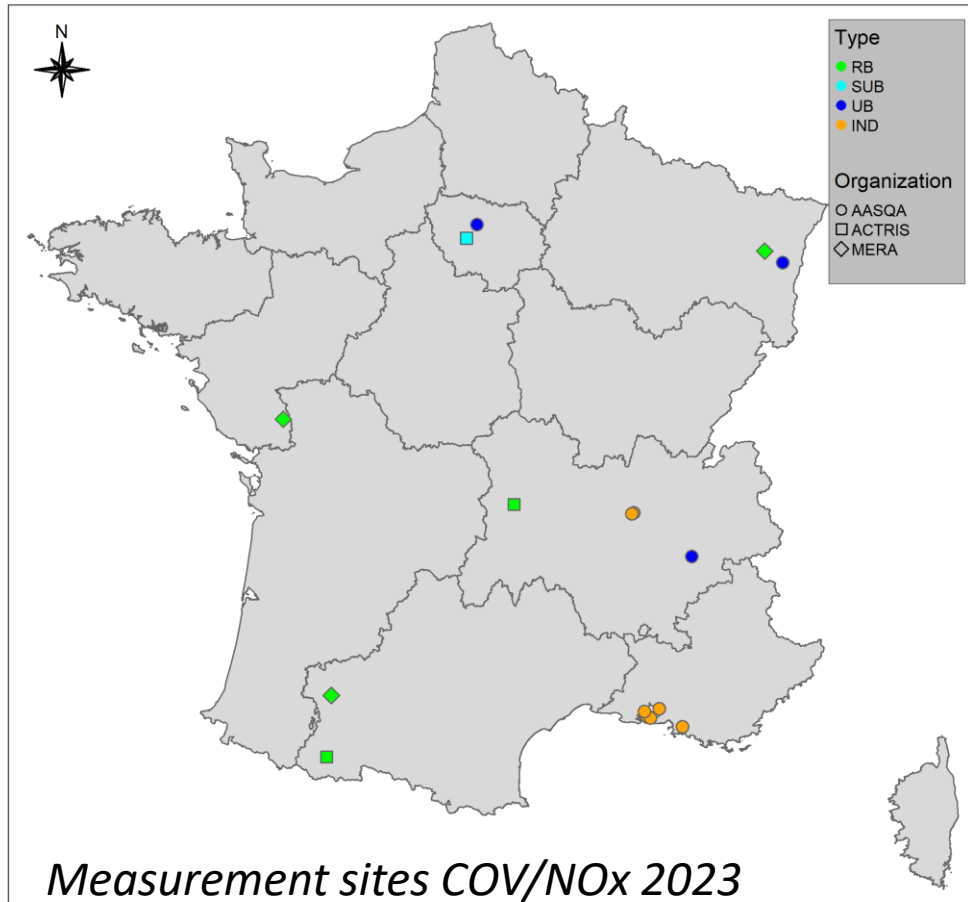 N
Type
RB
SUB
UB
IND
Organization
AASQA
ACTRIS
MERA
Measurement sites COV/NOx 2023